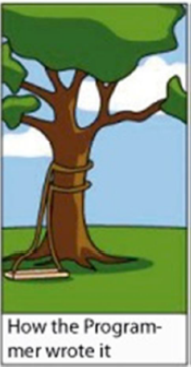 How the Program-
mer wrote it